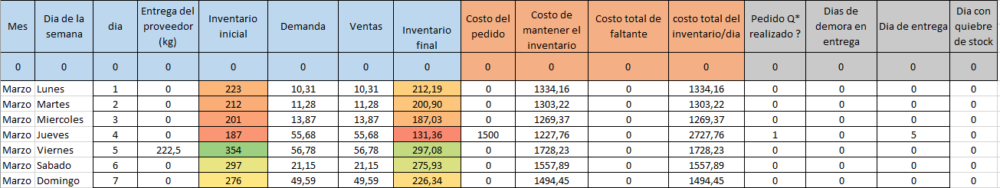 Mes Dia de la semana dia Entrega del proveedor (kg) Inventario inicial Demanda Ventas Inventario final Costo del pedido Costo de mantener el inventario Costo total de faltante costo total del inventario/dia Pedido Q* realizado ? Dias de demora en entrega Dia de entrega Dia con quiebre de stock
0 0 0 0 0 0 0 0 0 0 0 0 0 0 0 0
Marzo Lunes 1 0 223 10,31 10,31 212,19 0 1334,16 0 1334,16 0 0 0 0
Marzo Martes 2 0 212 11,28 11,28 200,90 0 1303,22 0 1303,22 0 0 0 0
Marzo Miercoles 3 0 201 13,87 13,87 187,03 0 1269,37 0 1269,37 0 0 0 0
Marzo Jueves 4 0 187 55,68 55,68 131,36 1500 1227,76 0 2727,76 1 0 5 0
Marzo Viernes 5 222,5 354 56,78 56,78 297,08 0 1728,23 0 1728,23 0 0 0 0
Marzo Sabado 6 0 297 21,15 21,15 275,93 0 1557,89 0 1557,89 0 0 0 0
Marzo Domingo 7 0 276 49,59 49,59 226,34 0 1494,45 0 1494,45 0 0 0 0